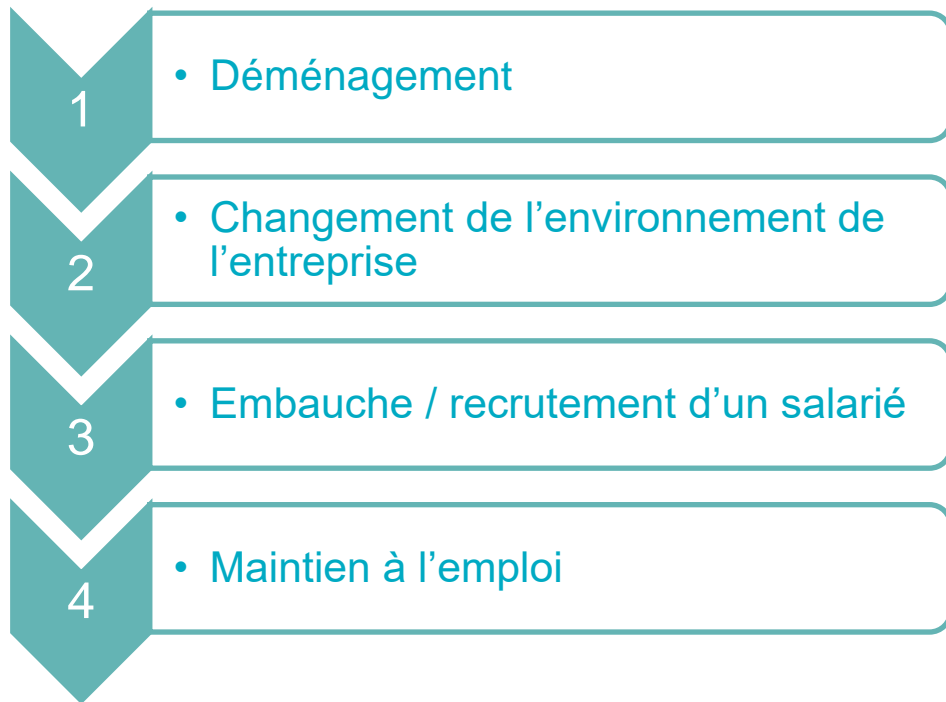 1
• Déménagement
2
• Changement de l’environnement de
l’entreprise
3
• Embauche / recrutement d’un salarié
4
• Maintien à l’emploi